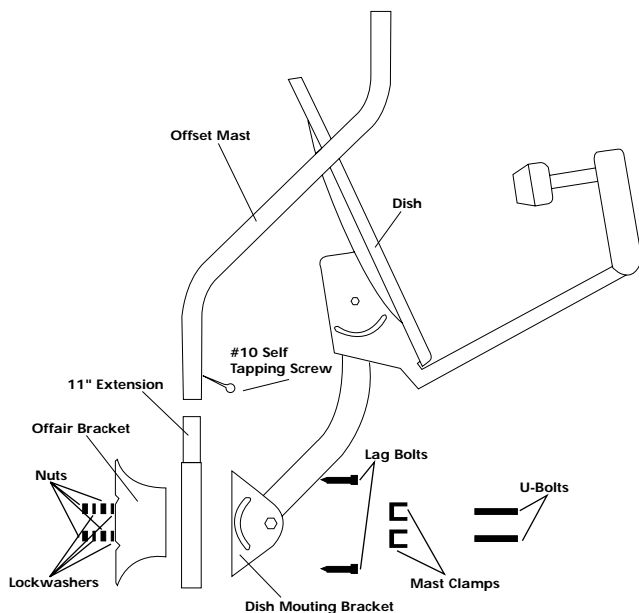 Offset Mast
Dish
#10 Self
Tapping Screw
11" Extension
Offair Bracket
Lag Bolts
Nuts
U-Bolts
Lockwashers
Mast Clamps
Dish Mouting Bracket